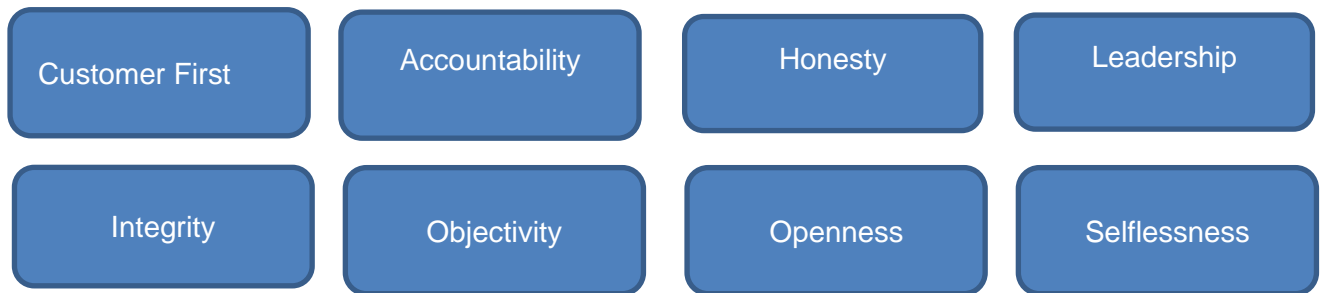 Customer First
Accountability
Honesty
Leadership
Integrity
Objectivity
Openness
Selflessness